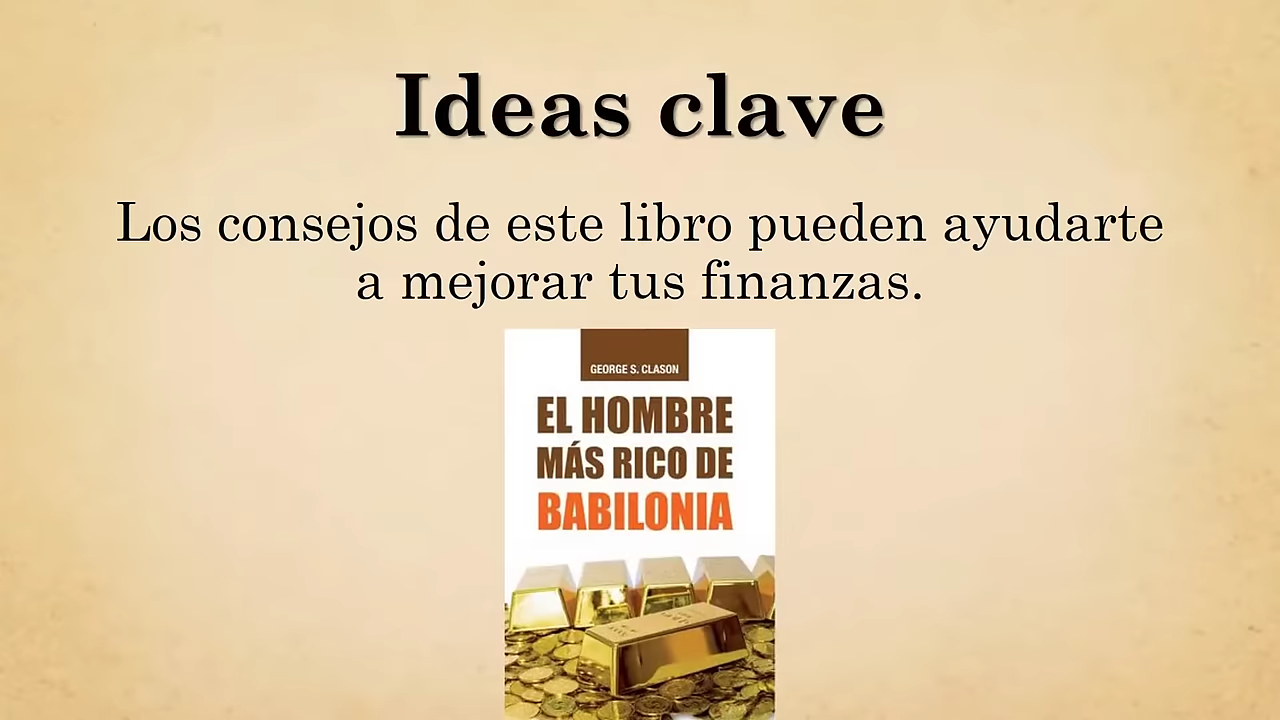 Ideas clave
Los consejos de este libro pueden ayudarte
a mejorar tus finanzas.
GEORGE S. CLASON
EL HOMBRE
MÁS RICO DE
BABILONIA